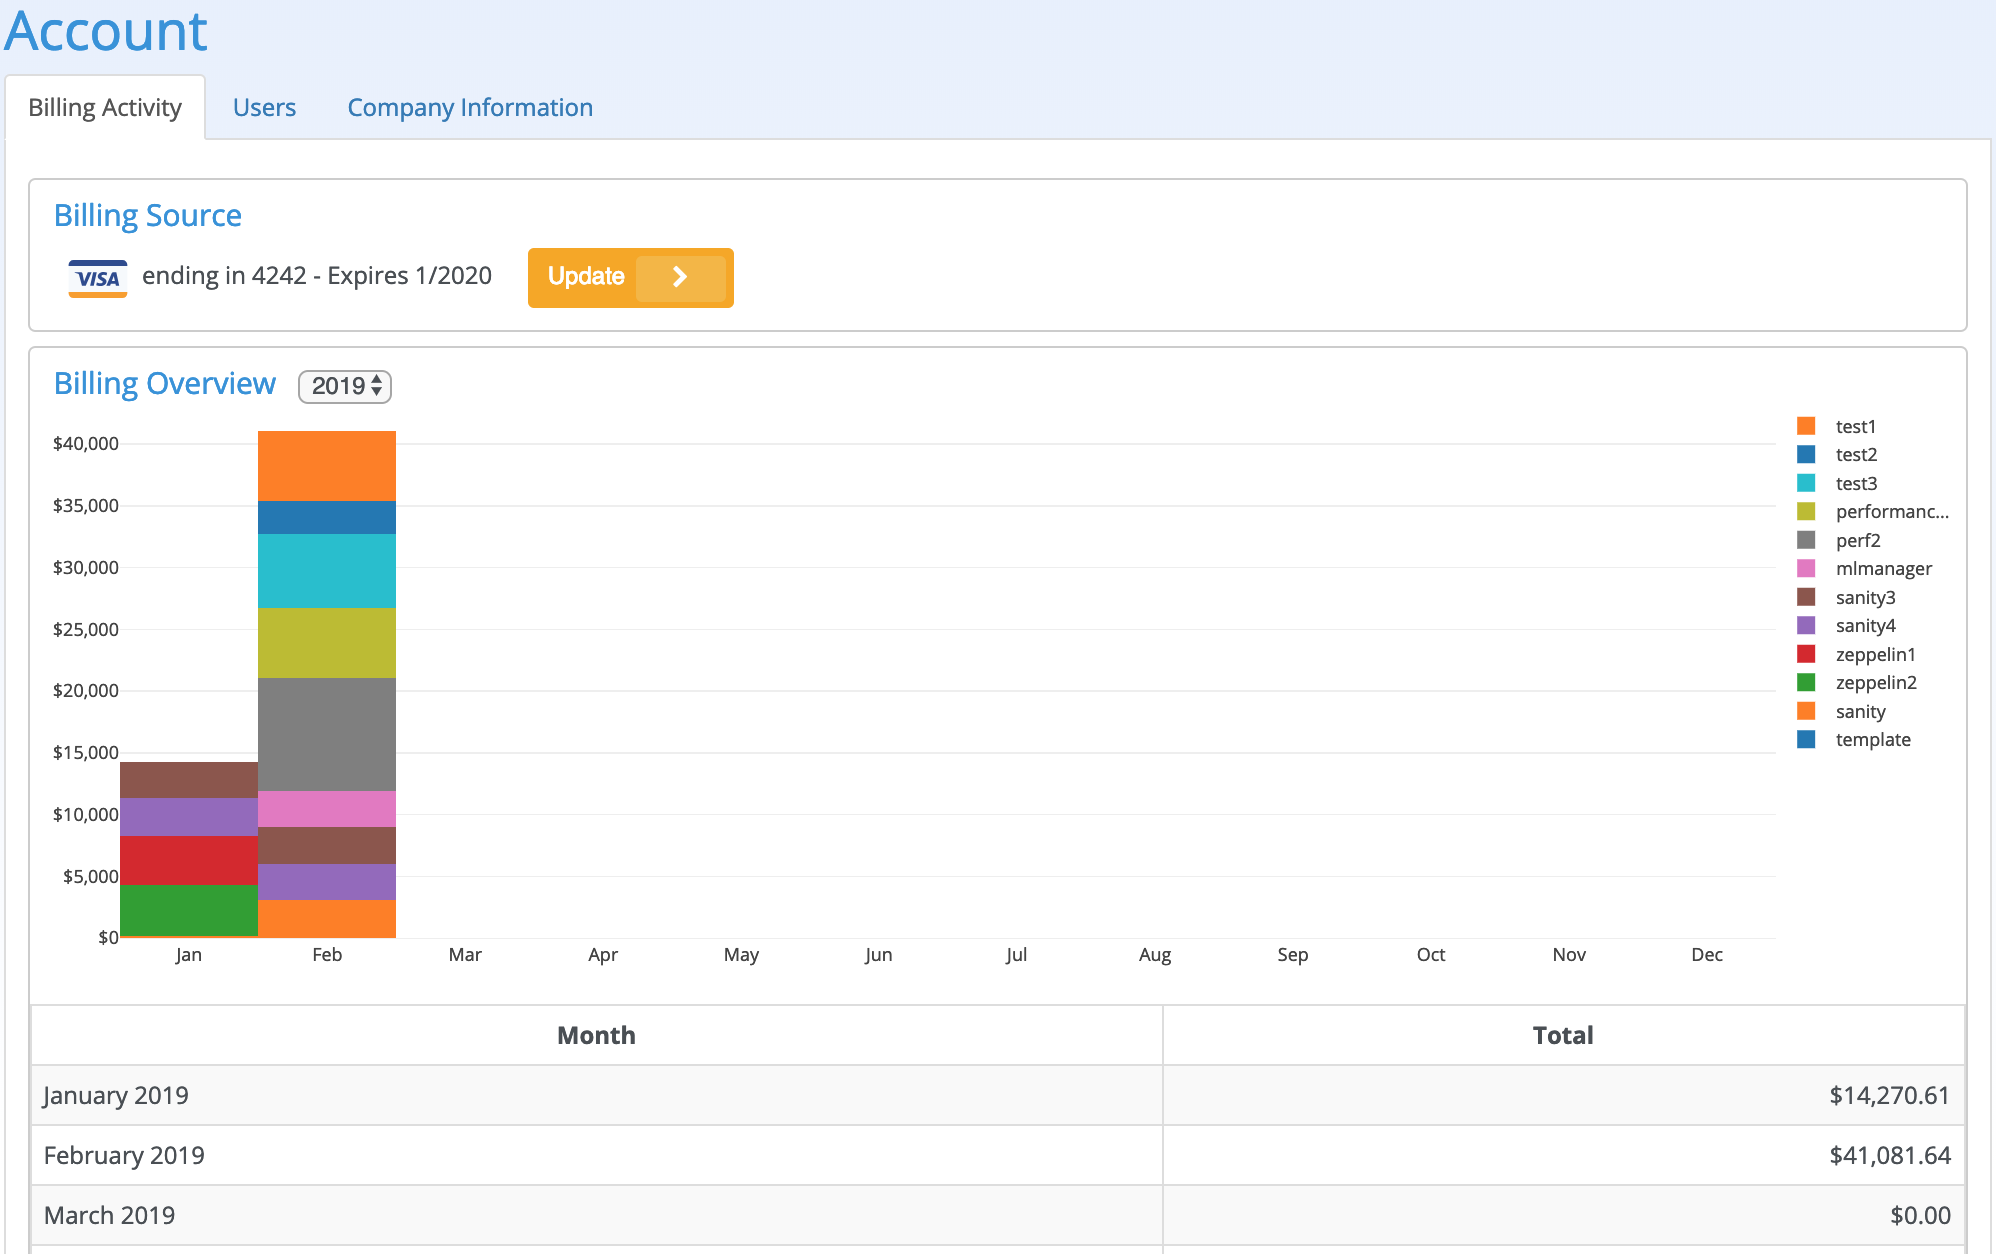 Account
Billing Activity Users Company Information
Billing Source
VISA ending in 4242 - Expires 1/2020 Update
Billing Overview 2019
$40,000
$35,000
$30,000
$25,000
$20,000
$15,000
$10,000
$5,000
$0
Jan Feb Mar Apr May Jun Jul Aug Sep Oct Nov Dec
test1
test2
test3
performanc...
perf2
mlmanager
sanity3
sanity4
zeppelin1
zeppelin2
sanity
template
Month Total
January 2019 $14,270.61
February 2019 $41,081.64
March 2019 $0.00